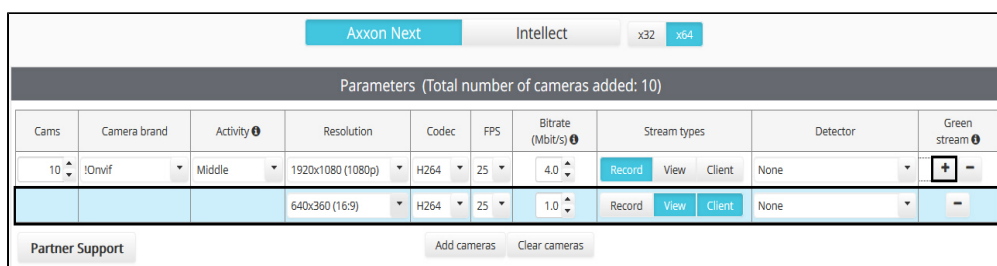 Axxon Next Intellect x32 x64
Parameters (Total number of cameras added: 10)
Cams Camera brand Activity Resolution Codec FPS Bitrate (Mbit/s) Stream types Detector Green stream
10 !Onvif Middle 1920x1080 (1080p) H264 25 4.0 Record View Client None + −
640x360 (16:9) H264 25 1.0 Record View Client None −
Partner Support Add cameras Clear cameras